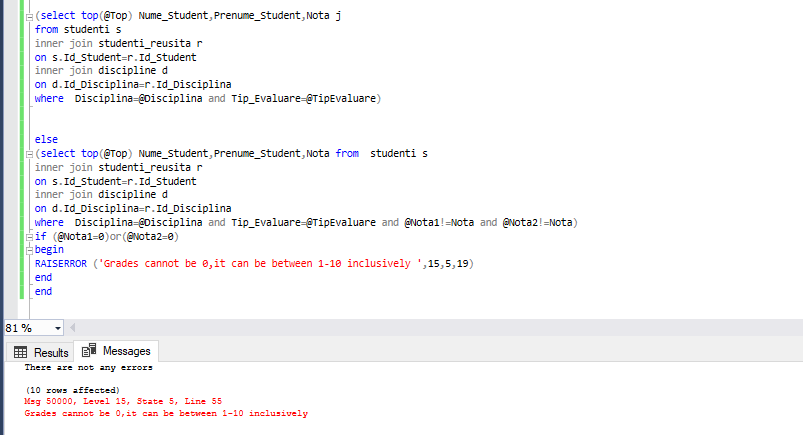 (select top(@Top) Nume_Student,Prenume_Student,Nota j
from studenti s
inner join studenti_reusita r
on s.Id_Student=r.Id_Student
inner join discipline d
on d.Id_Disciplina=r.Id_Disciplina
where  Disciplina=@Disciplina and Tip_Evaluare=@TipEvaluare)
else
(select top(@Top) Nume_Student,Prenume_Student,Nota from  studenti s
inner join studenti_reusita r
on s.Id_Student=r.Id_Student
inner join discipline d
on d.Id_Disciplina=r.Id_Disciplina
where  Disciplina=@Disciplina and Tip_Evaluare=@TipEvaluare and @Nota1!=Nota and @Nota2!=Nota)
if (@Nota1=0)or(@Nota2=0)
begin
RAISERROR ('Grades cannot be 0,it can be between 1-10 inclusively ',15,5,19)
end
end
81 %
Results Messages
There are not any errors
(10 rows affected)
Msg 50000, Level 15, State 5, Line 55
Grades cannot be 0,it can be between 1-10 inclusively